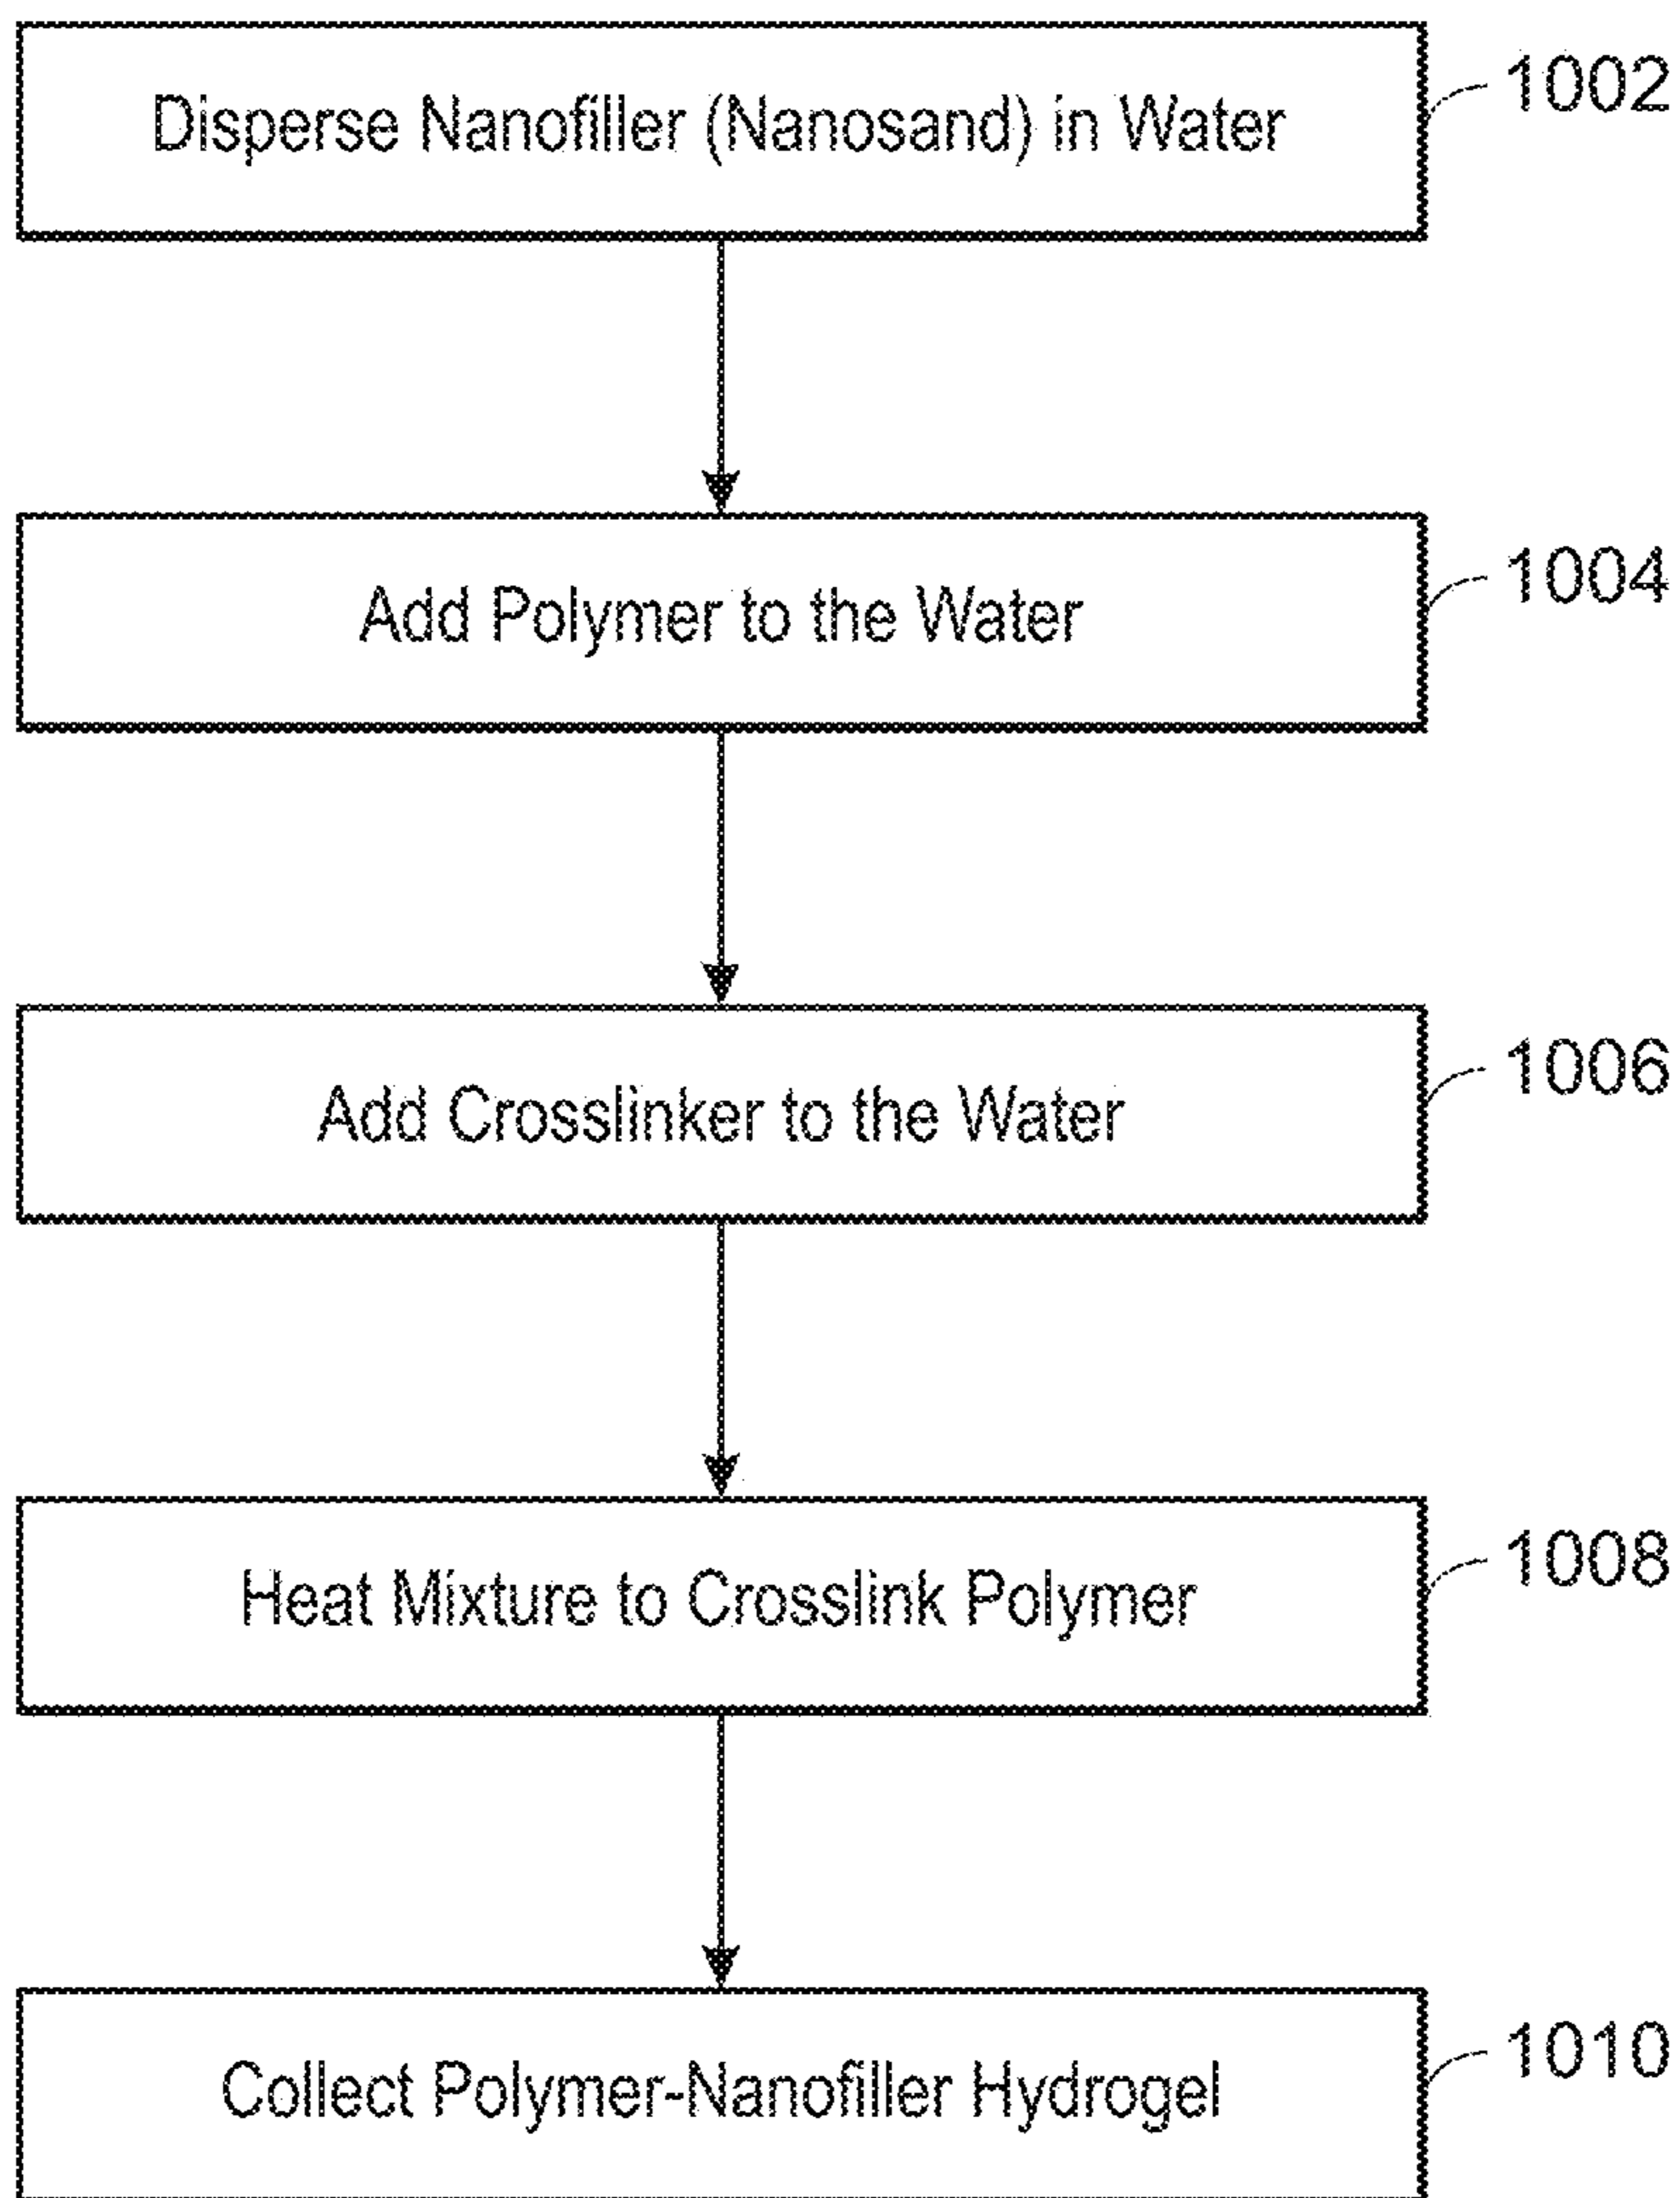 Disperse Nanofiller (Nanosand) in Water
1002
Add Polymer to the Water
1004
Add Crosslinker to the Water
1006
Heat Mixture to Crosslink Polymer
1008
Collect Polymer-Nanofiller Hydrogel
1010